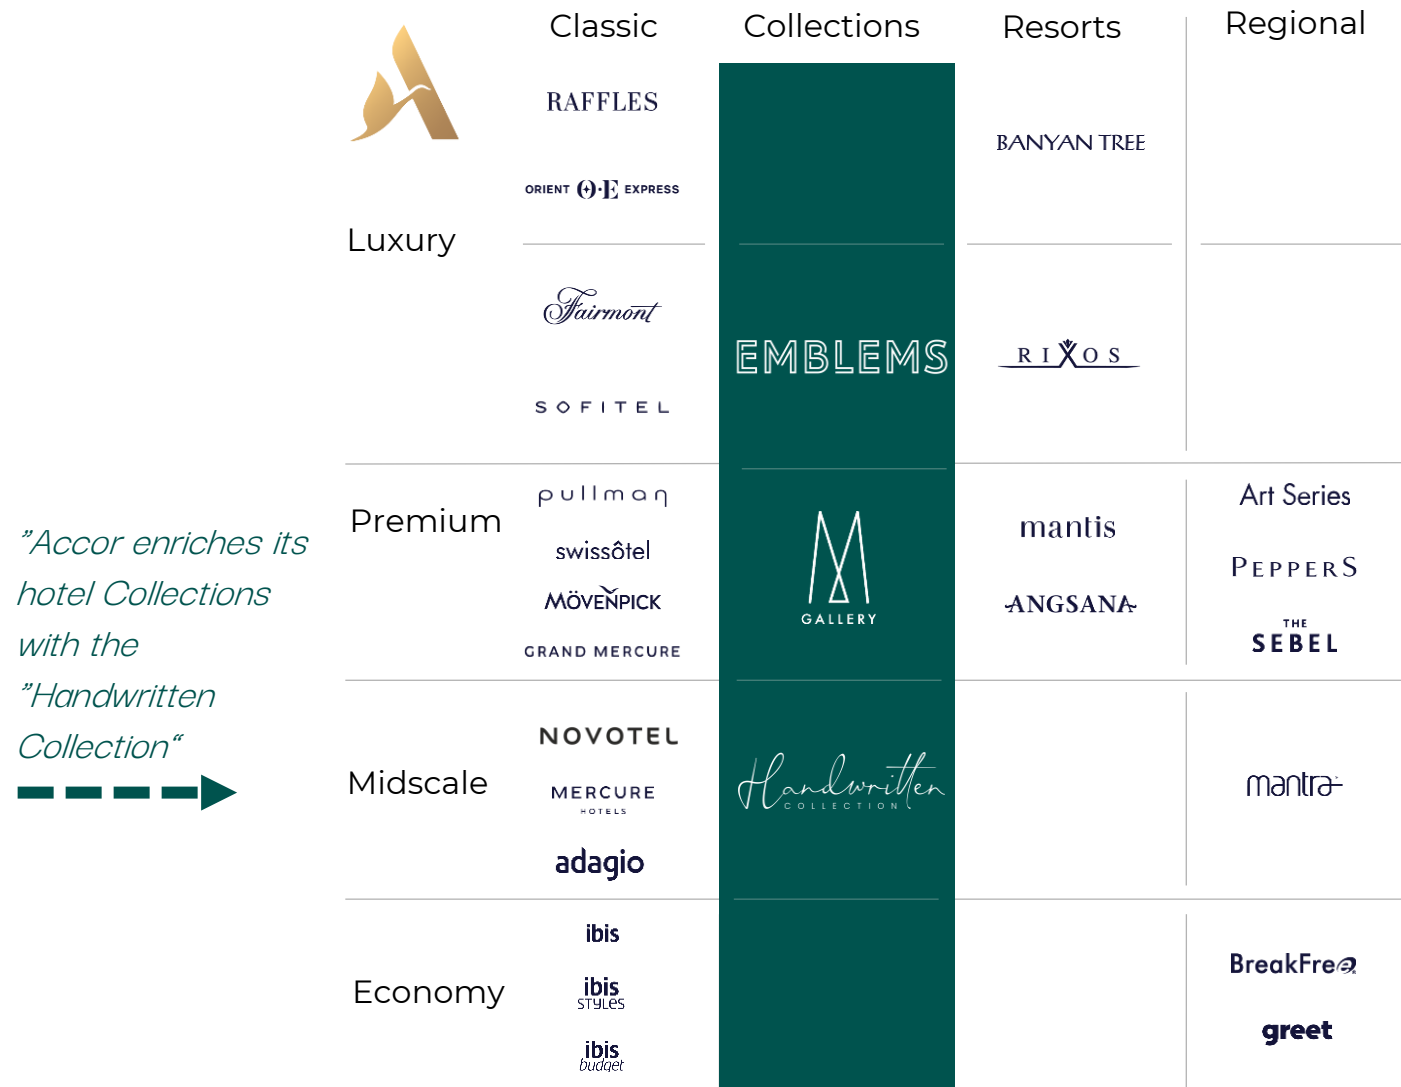 Classic Collections Resorts Regional
RAFFLES
BANYAN TREE
ORIENT O·E EXPRESS
Luxury
Fairmont
EMBLEMS
RIXOS
SOFITEL
Premium
pullman
swissôtel
MÖVENPICK
GRAND MERCURE
M
GALLERY
mantis
ANGSANA
Art Series
PEPPERS
THE
SEBEL
"Accor enriches its
hotel Collections
with the
"Handwritten
Collection"
Midscale
NOVOTEL
MERCURE
HOTELS
adagio
Handwritten
COLLECTION
mantra
Economy
ibis
ibis
STYLES
ibis
budget
BreakFree
greet